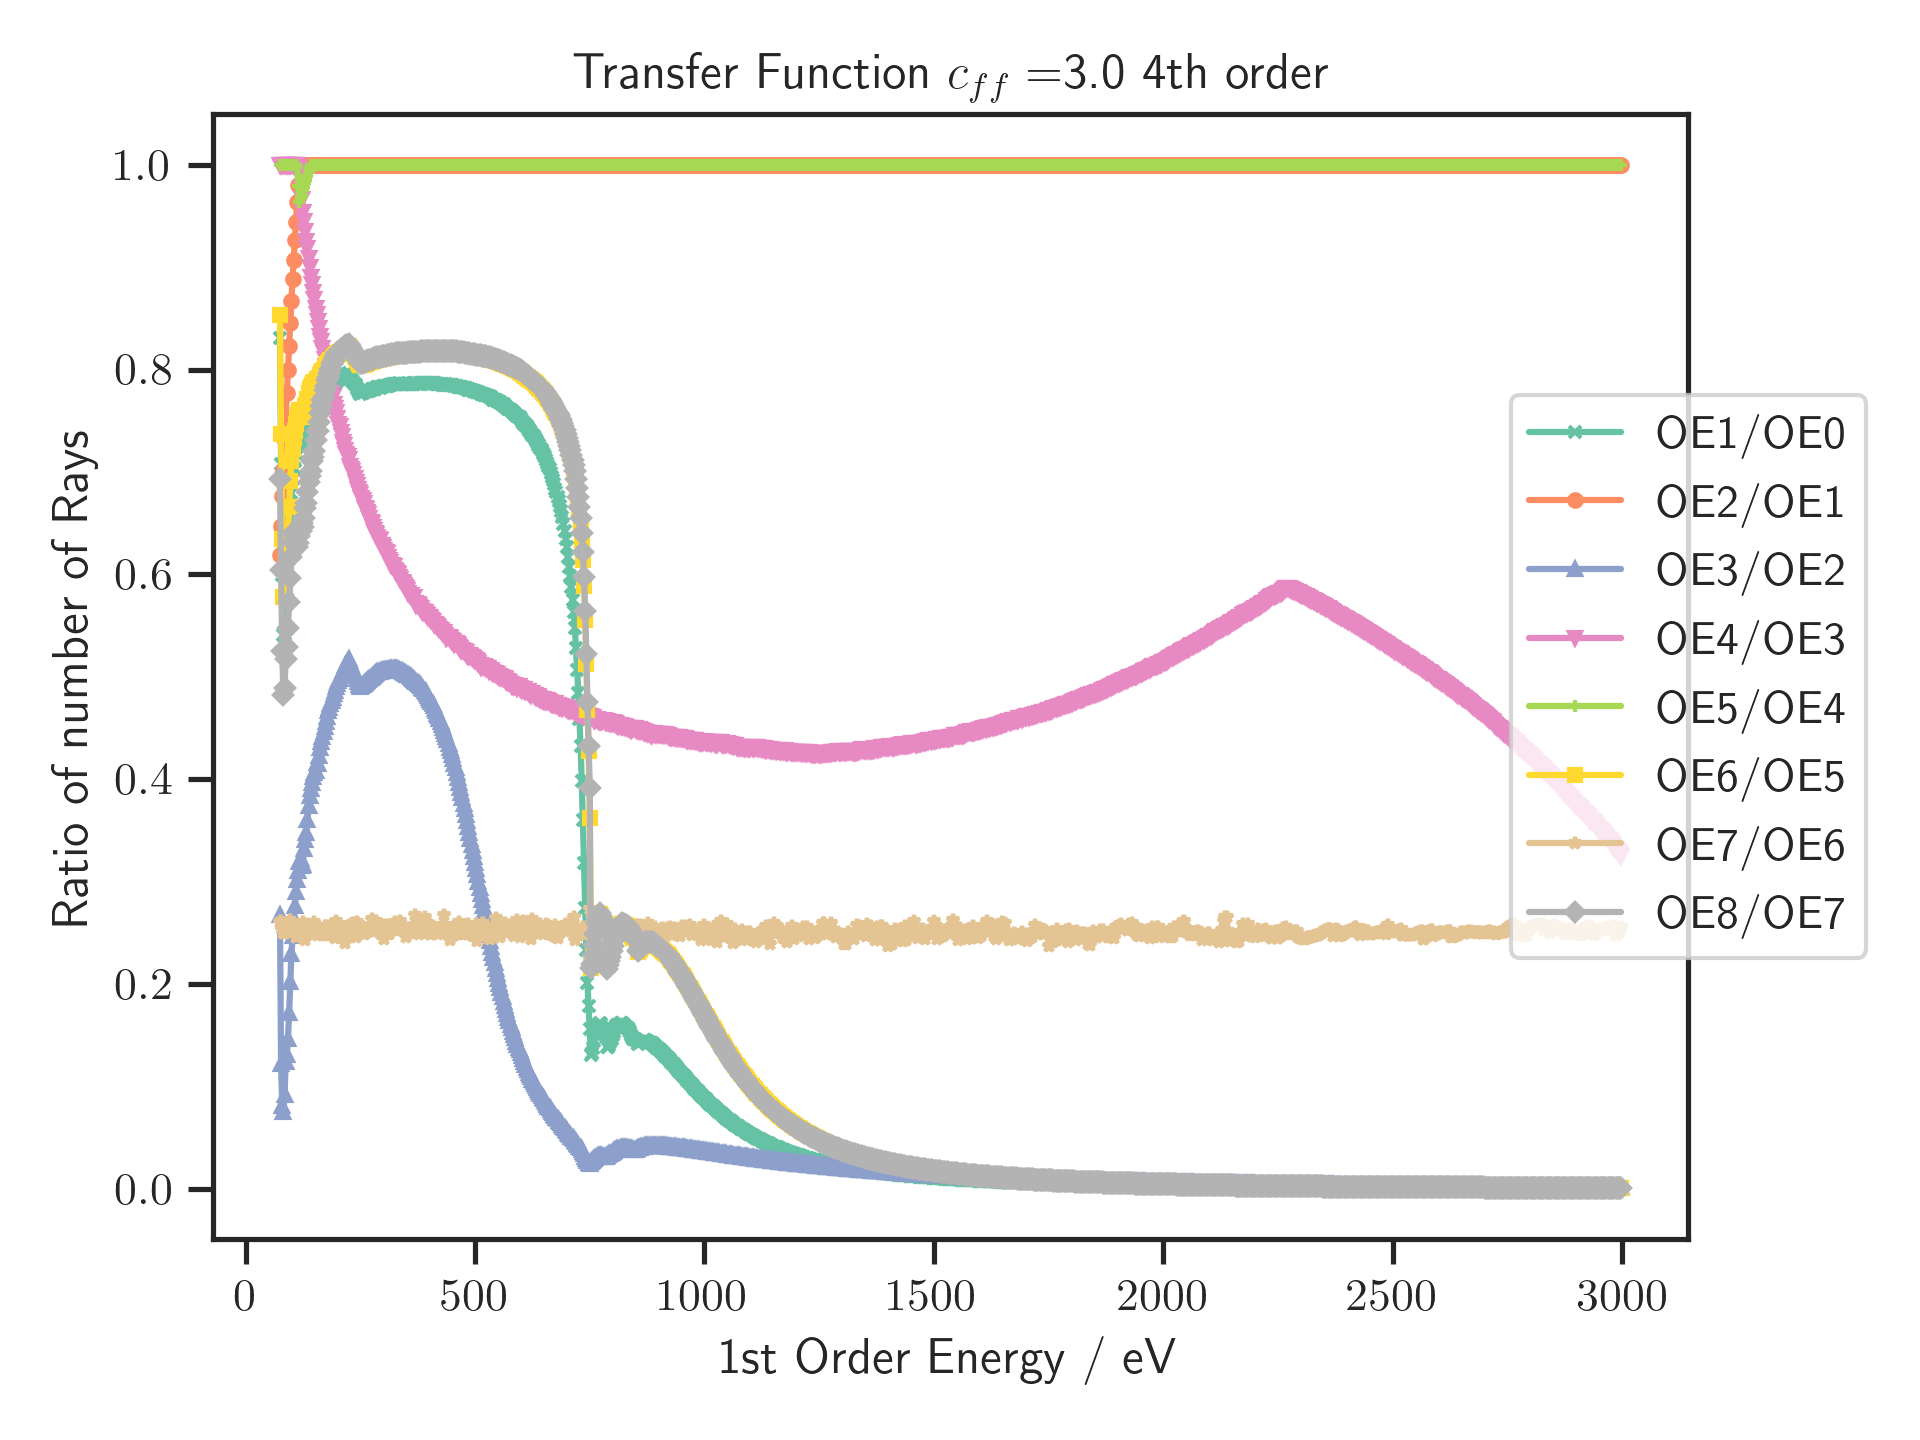 Transfer Function c_ff =3.0 4th order
Ratio of number of Rays
1.0
0.8
0.6
0.4
0.2
0.0
0 500 1000 1500 2000 2500 3000
1st Order Energy / eV
OE1/OE0
OE2/OE1
OE3/OE2
OE4/OE3
OE5/OE4
OE6/OE5
OE7/OE6
OE8/OE7